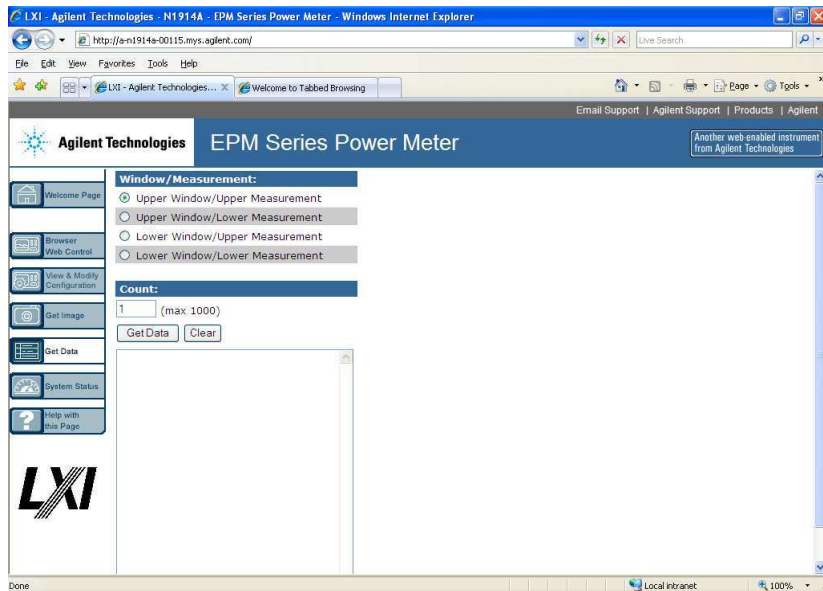 LXI - Agilent Technologies - N1914A - EPM Series Power Meter - Windows Internet Explorer
http://a-n1914a-00115.mys.agilent.com/
Live Search
File Edit View Favorites Tools Help
LXI - Agilent Technologies... X
Welcome to Tabbed Browsing
Page
Tools
Email Support | Agilent Support | Products | Agilent
Agilent Technologies
EPM Series Power Meter
Another web-enabled instrument
from Agilent Technologies
Welcome Page
Browser
Web Control
View & Modify
Configuration
Get Image
Get Data
System Status
Help with
this Page
LXI
Window/Measurement:
Upper Window/Upper Measurement
Upper Window/Lower Measurement
Lower Window/Upper Measurement
Lower Window/Lower Measurement
Count:
1 (max 1000)
Get Data Clear
Done
Local intranet
100%